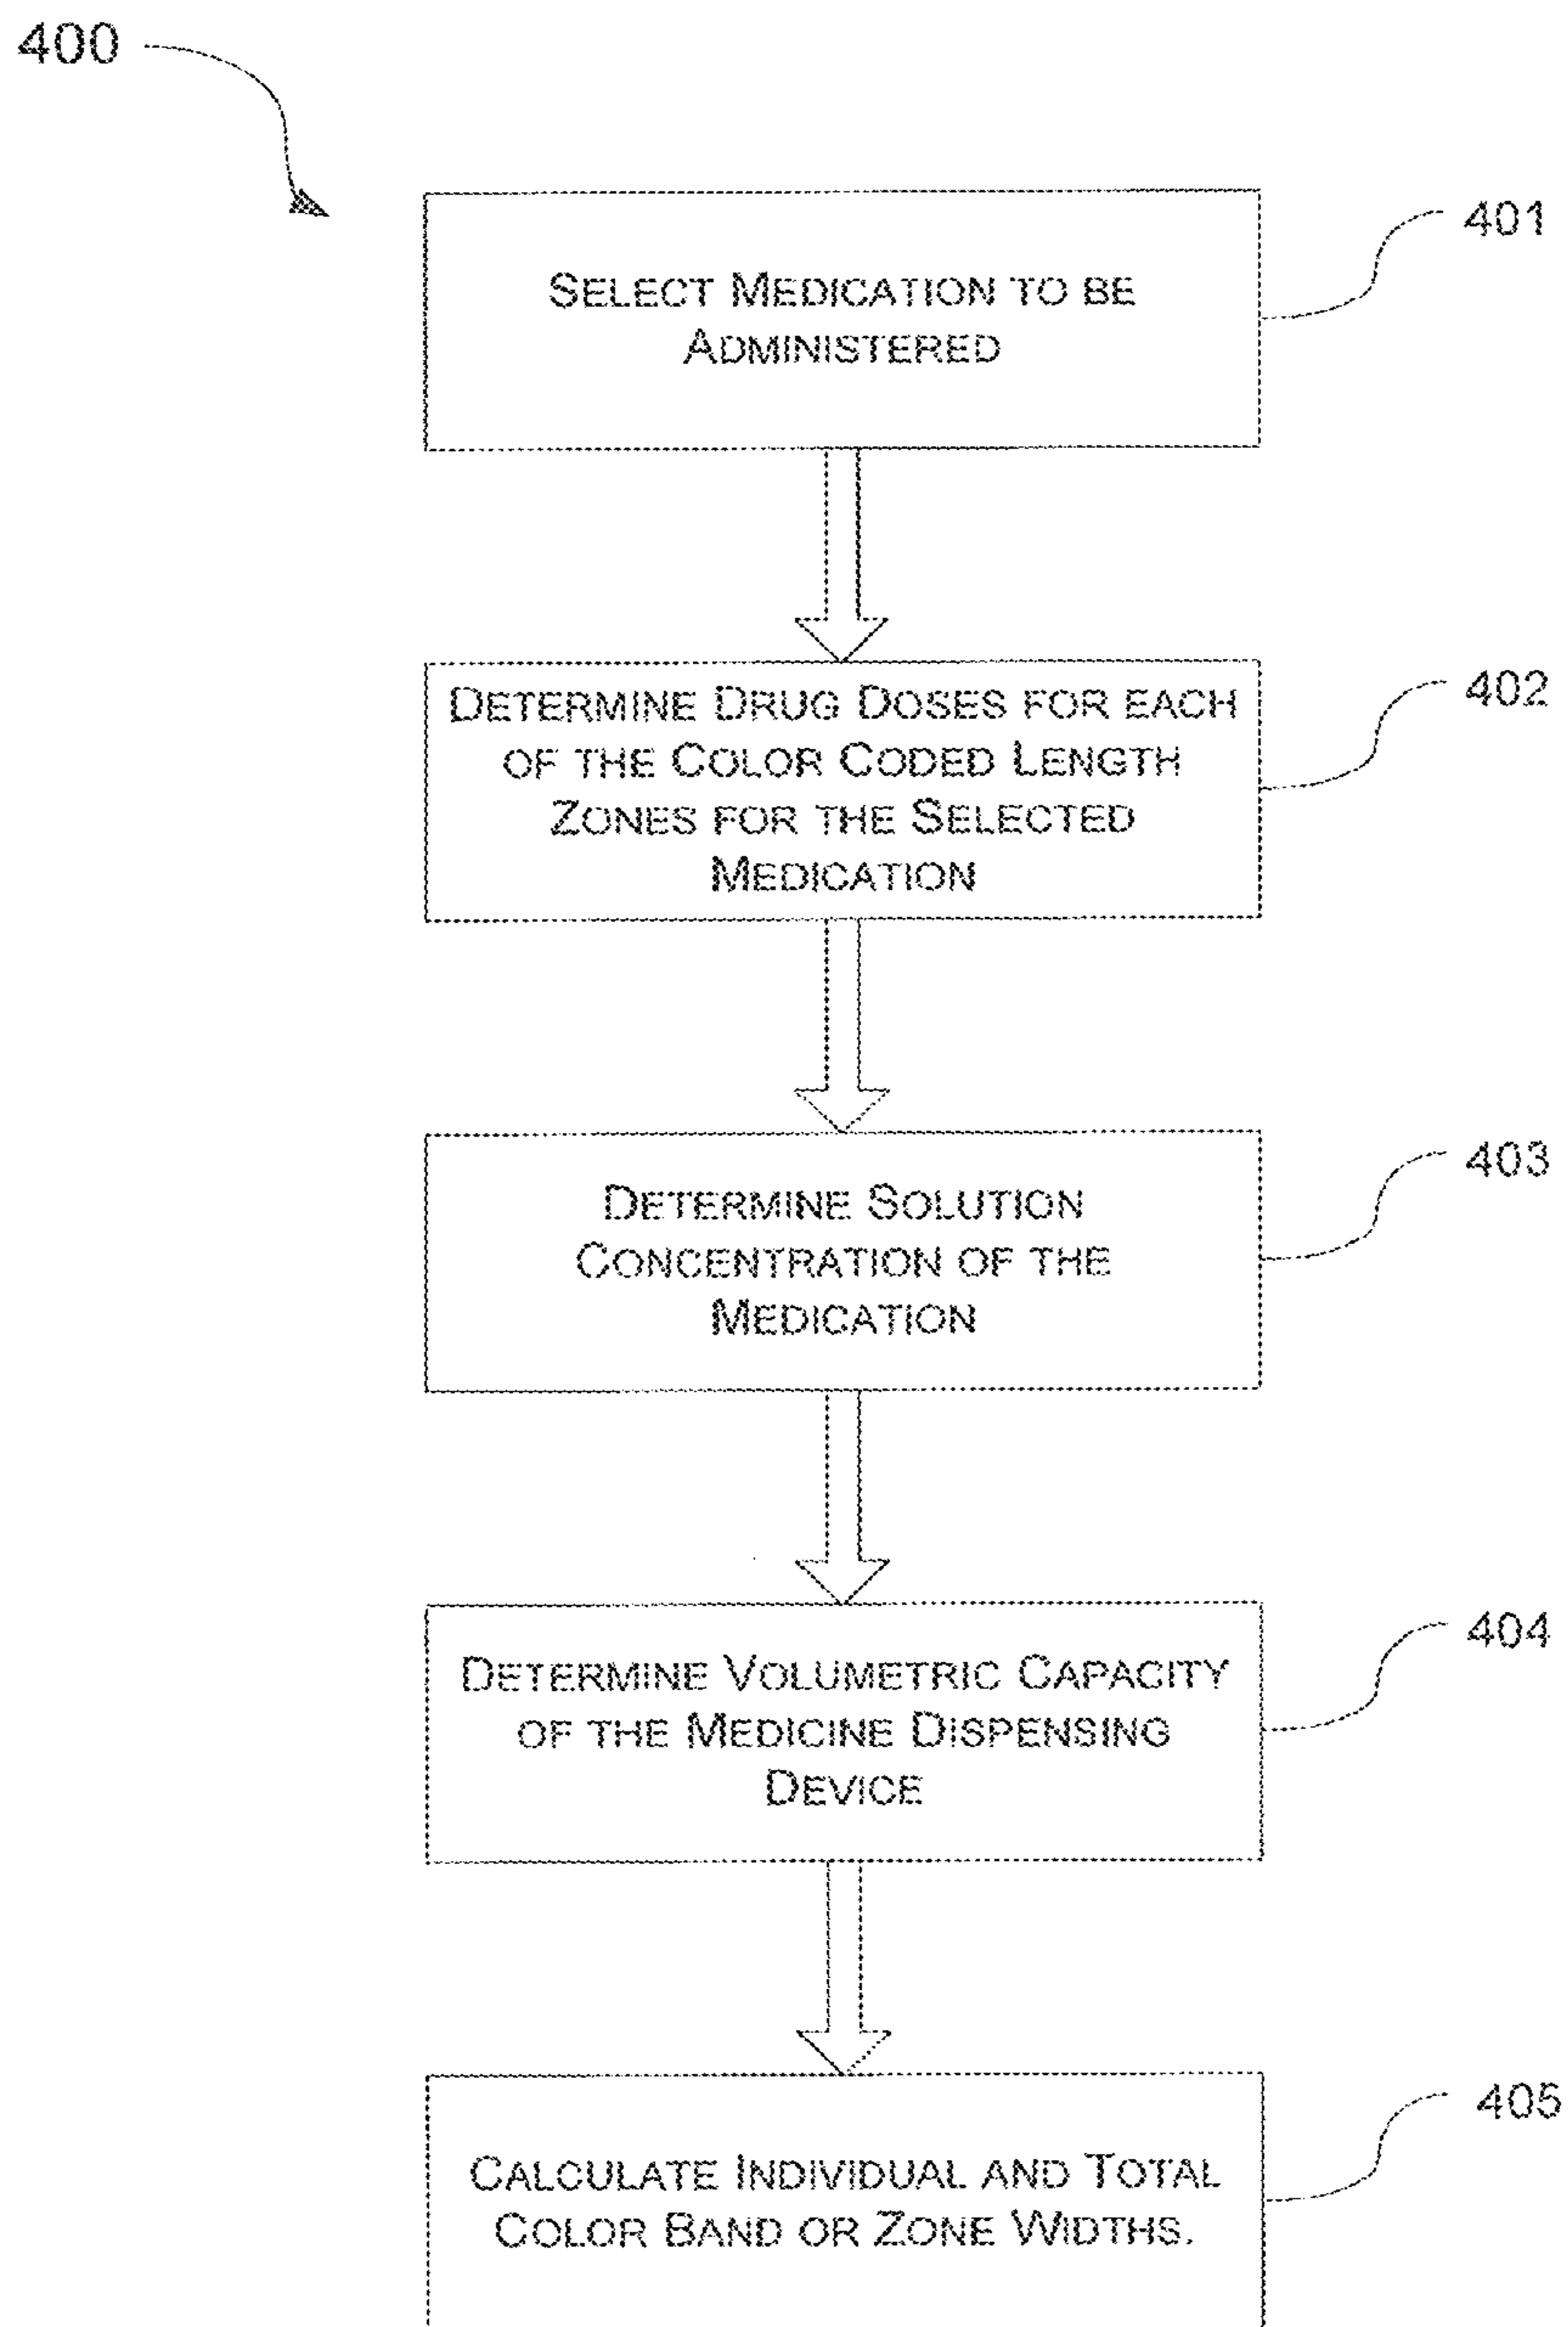 400
401
SELECT MEDICATION TO BE
ADMINISTERED
402
DETERMINE DRUG DOSES FOR EACH
OF THE COLOR CODED LENGTH
ZONES FOR THE SELECTED
MEDICATION
403
DETERMINE SOLUTION
CONCENTRATION OF THE
MEDICATION
404
DETERMINE VOLUMETRIC CAPACITY
OF THE MEDICINE DISPENSING
DEVICE
405
CALCULATE INDIVIDUAL AND TOTAL
COLOR BAND OR ZONE WIDTHS.